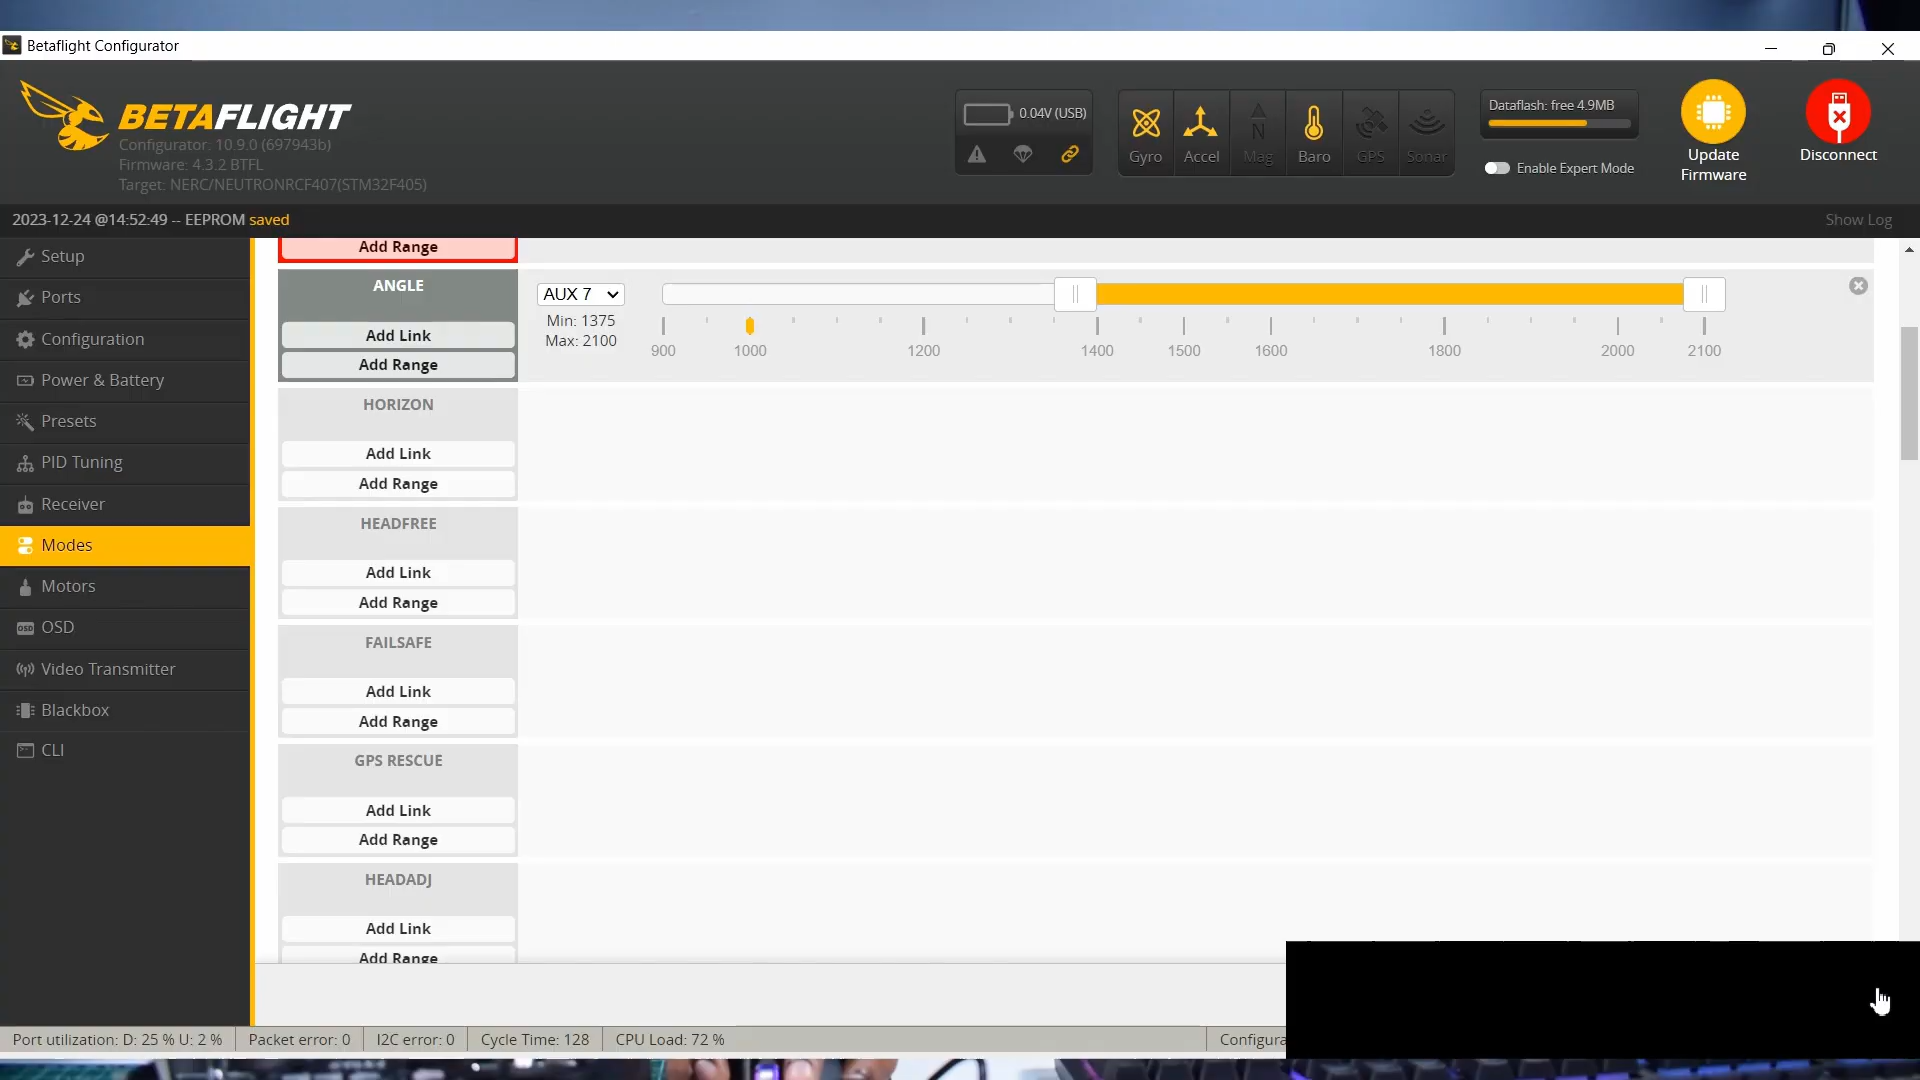 Betaflight Configurator
BETAFLIGHT
Configurator: 10.9.0 (697943b)
Firmware: 4.3.2 BTFL
Target: NERC/NEUTRONRCF407(STM32F405)
0.04V (USB)
Gyro
Accel
Mag
Baro
GPS
Sonar
Dataflash: free 4.9MB
Enable Expert Mode
Update
Firmware
Disconnect
2023-12-24 @14:52:49 -- EEPROM saved
Show Log
Setup
Ports
Configuration
Power & Battery
Presets
PID Tuning
Receiver
Modes
Motors
OSD
Video Transmitter
Blackbox
CLI
Add Range
ANGLE
Add Link
Add Range
AUX 7
Min: 1375
Max: 2100
900 1000 1200 1400 1500 1600 1800 2000 2100
HORIZON
Add Link
Add Range
HEADFREE
Add Link
Add Range
FAILSAFE
Add Link
Add Range
GPS RESCUE
Add Link
Add Range
HEADADJ
Add Link
Add Range
Port utilization: D: 25 % U: 2 % Packet error: 0 I2C error: 0 Cycle Time: 128 CPU Load: 72 % Configura